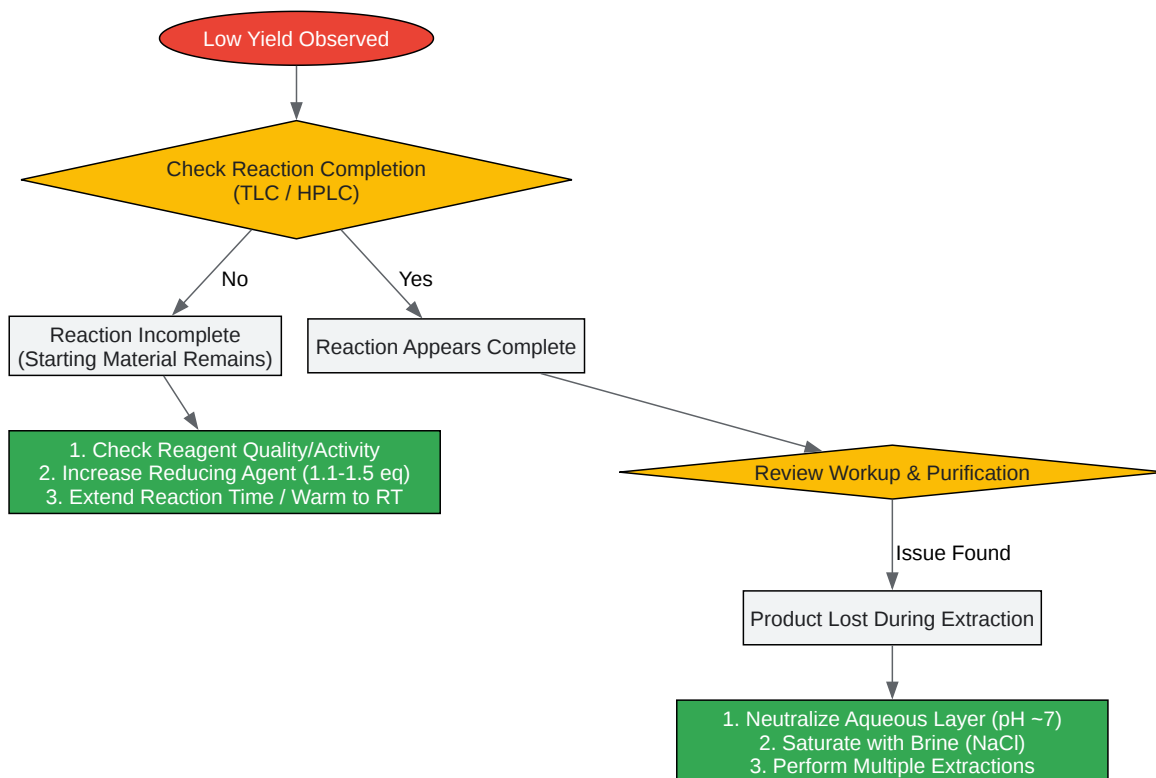 Low Yield Observed
Check Reaction Completion
(TLC / HPLC)
No
Yes
Reaction Incomplete
(Starting Material Remains)
Reaction Appears Complete
1. Check Reagent Quality/Activity
2. Increase Reducing Agent (1.1-1.5 eq)
3. Extend Reaction Time / Warm to RT
Review Workup & Purification
Issue Found
Product Lost During Extraction
1. Neutralize Aqueous Layer (pH ~7)
2. Saturate with Brine (NaCl)
3. Perform Multiple Extractions